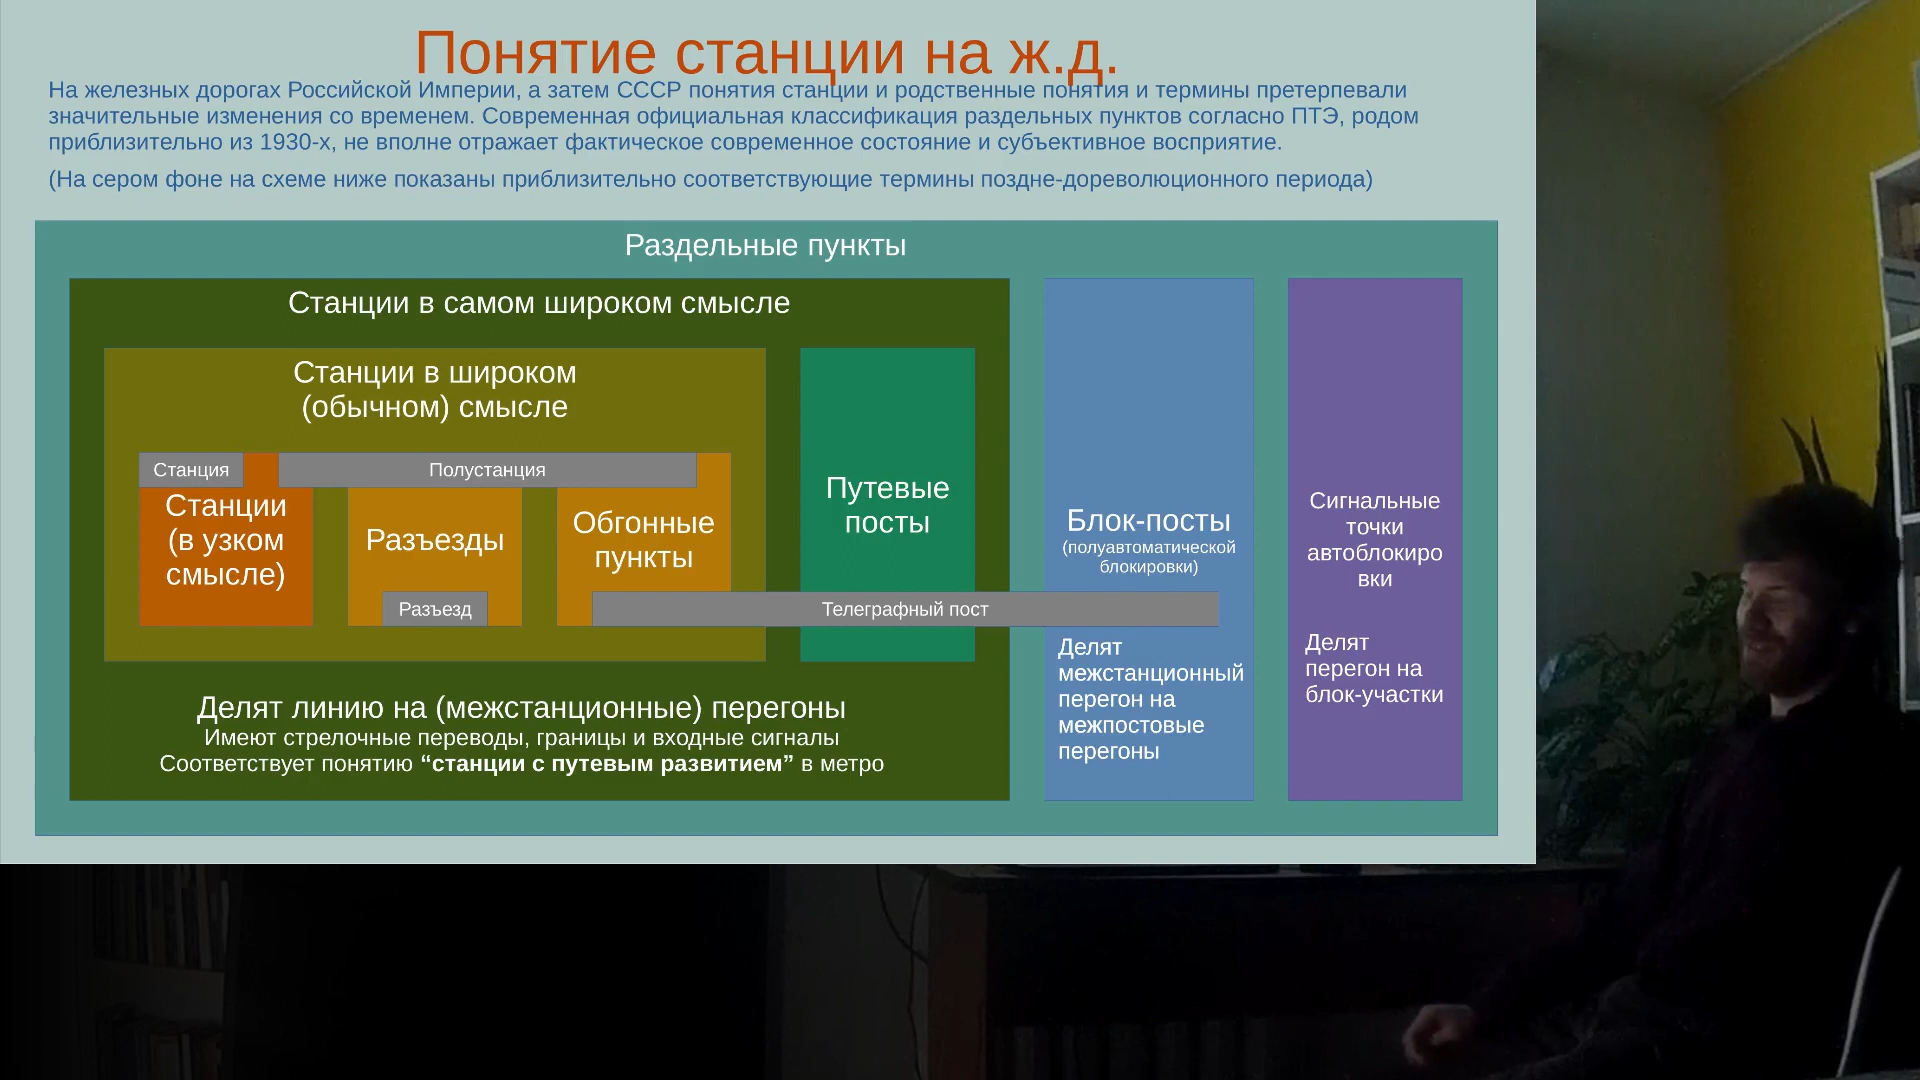 Понятие станции на ж.д.
На железных дорогах Российской Империи, а затем СССР понятия станции и родственные понятия и термины претерпевали
значительные изменения со временем. Современная официальная классификация раздельных пунктов согласно ПТЭ, родом
приблизительно из 1930-х, не вполне отражает фактическое современное состояние и субъективное восприятие.
(На сером фоне на схеме ниже показаны приблизительно соответствующие термины поздне-дореволюционного периода)
Раздельные пункты
Станции в самом широком смысле
Станции в широком
(обычном) смысле
Станция
Полустанция
Станции
(в узком
смысле)
Разъезды
Разъезд
Обгонные
пункты
Путевые
посты
Телеграфный пост
Делят линию на (межстанционные) перегоны
Имеют стрелочные переводы, границы и входные сигналы
Соответствует понятию “станции с путевым развитием” в метро
Блок-посты
(полуавтоматической
блокировки)
Делят
межстанционный
перегон на
межпостовые
перегоны
Сигнальные
точки
автоблокиро
вки
Делят
перегон на
блок-участки